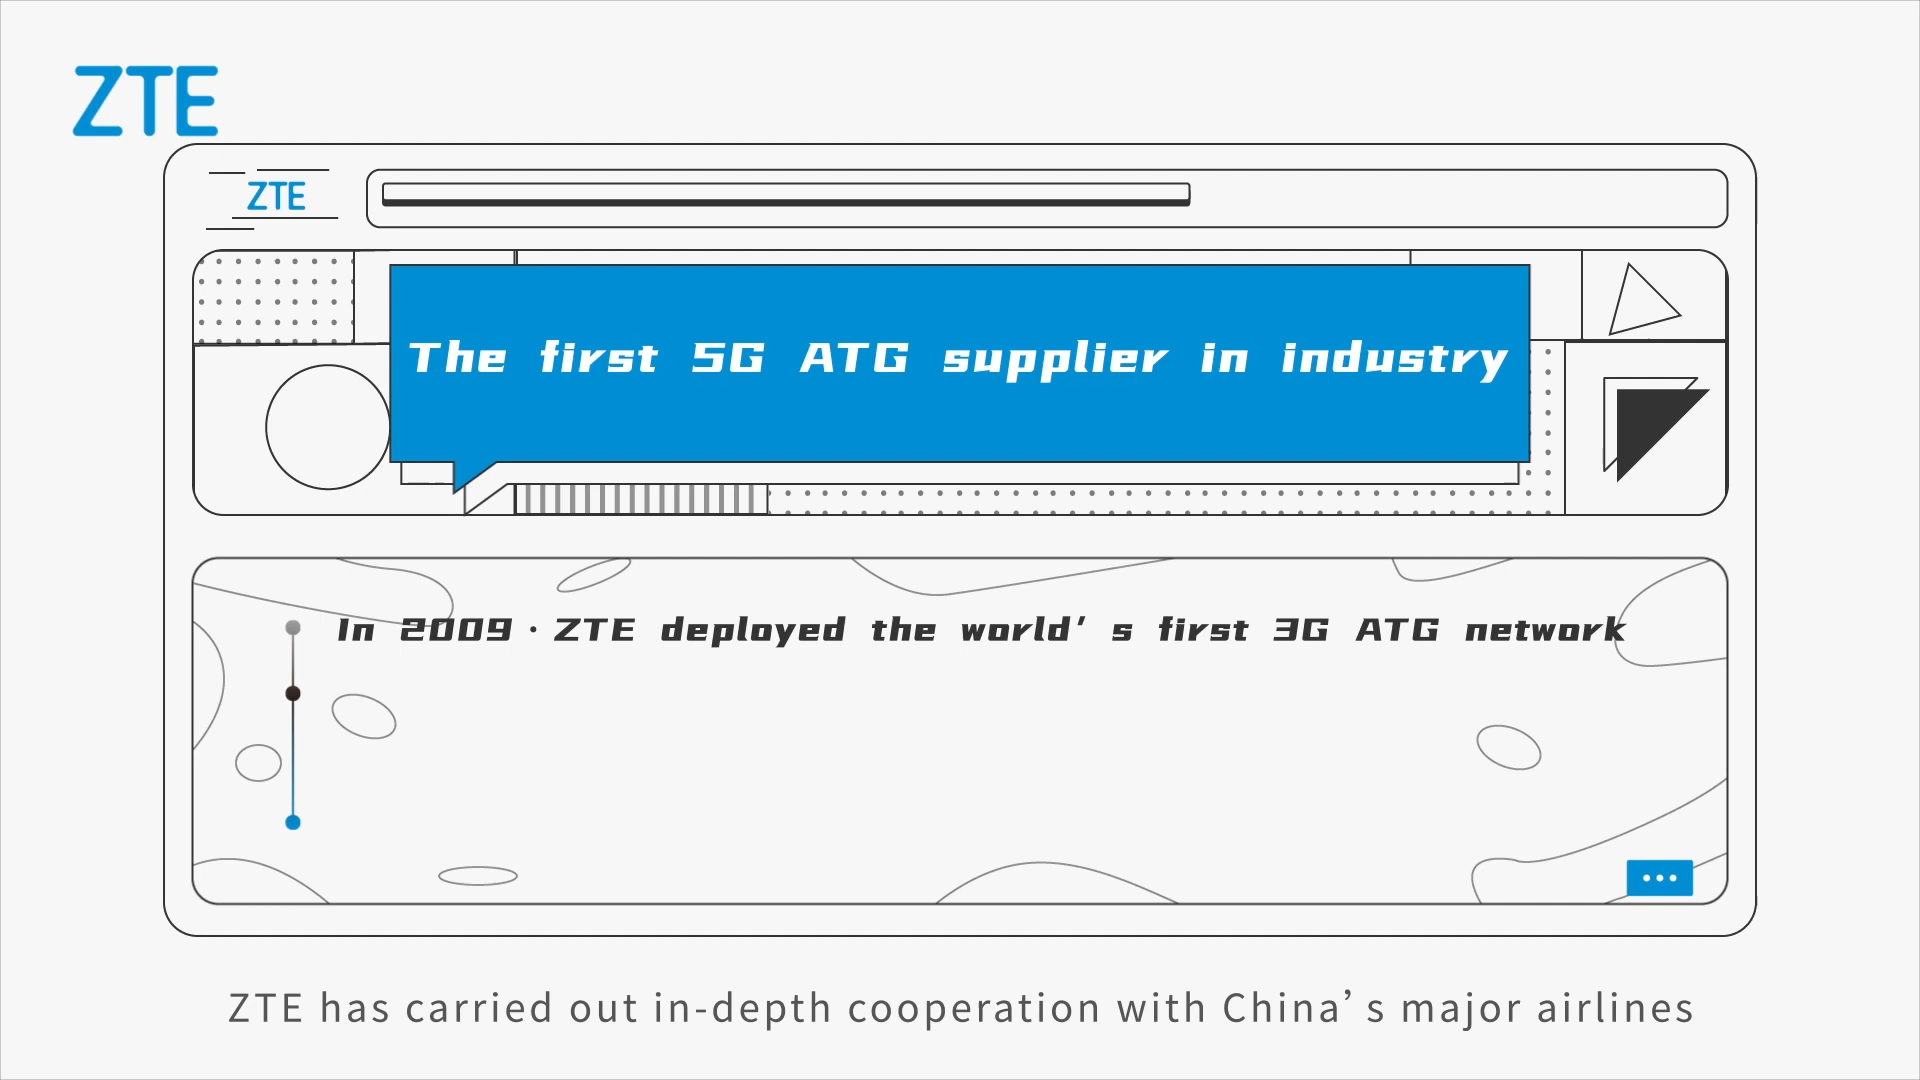 ZTE
ZTE
The first 5G ATG supplier in industry
In 2009·ZTE deployed the world’s first 3G ATG network
ZTE has carried out in-depth cooperation with China’s major airlines